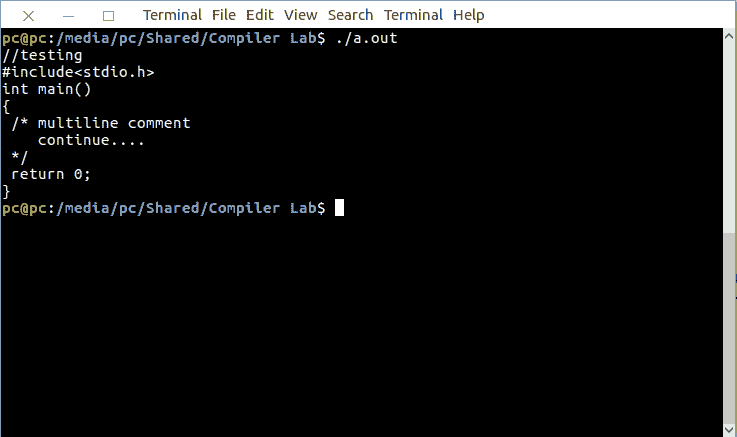 Terminal File Edit View Search Terminal Help
pc@pc:/media/pc/Shared/Compiler Lab$ ./a.out
//testing
#include<stdio.h>
int main()
{
 /* multiline comment
    continue....
 */
 return 0;
}
pc@pc:/media/pc/Shared/Compiler Lab$